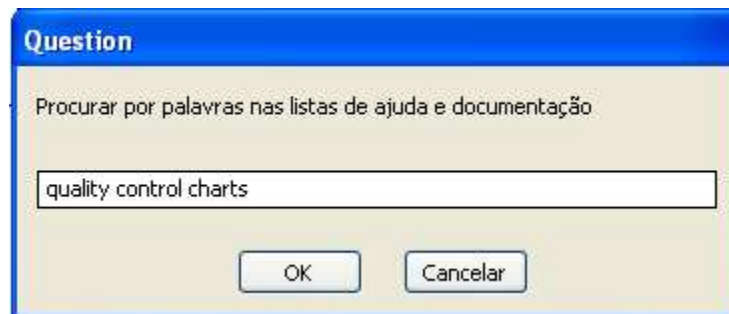 Question
Procurar por palavras nas listas de ajuda e documentação
quality control charts
OK
Cancelar